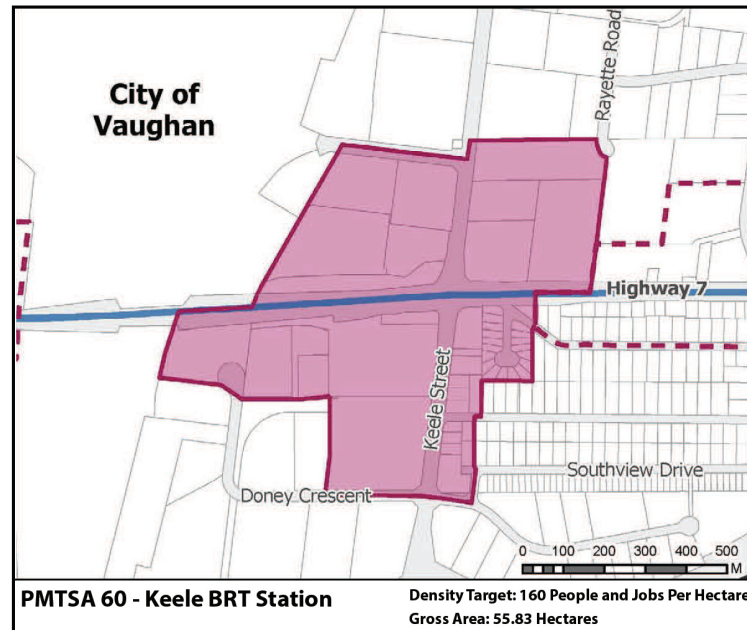 City of
Vaughan
Rayette Road
Highway 7
Keele Street
Southview Drive
Doney Crescent
0 100 200 300 400 500
M
PMTSA 60 - Keele BRT Station
Density Target: 160 People and Jobs Per Hectare
Gross Area: 55.83 Hectares